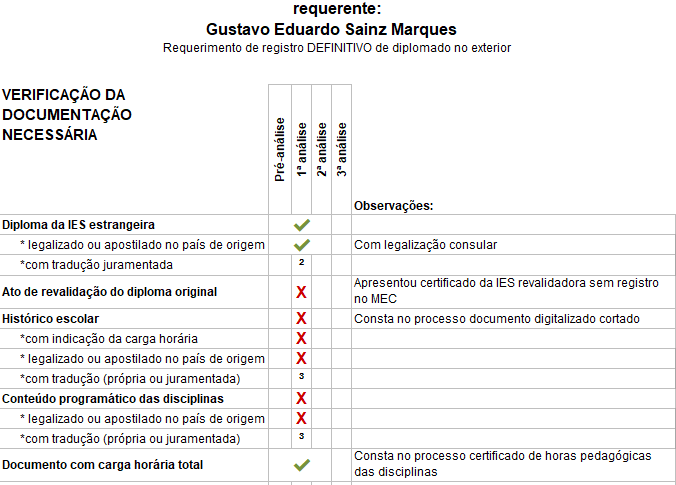 requerente:
Gustavo Eduardo Sainz Marques
Requerimento de registro DEFINITIVO de diplomado no exterior
VERIFICAÇÃO DA
DOCUMENTAÇÃO
NECESSÁRIA
Pré-análise
1ª análise
2ª análise
3ª análise
Observações:
Diploma da IES estrangeira
* legalizado ou apostilado no país de origem Com legalização consular
*com tradução juramentada 2
Ato de revalidação do diploma original X Apresentou certificado da IES revalidadora sem registro
no MEC
Histórico escolar X Consta no processo documento digitalizado cortado
*com indicação da carga horária X
* legalizado ou apostilado no país de origem X
*com tradução (própria ou juramentada) 3
Conteúdo programático das disciplinas X
* legalizado ou apostilado no país de origem X
*com tradução (própria ou juramentada) 3
Documento com carga horária total Consta no processo certificado de horas pedagógicas
das disciplinas